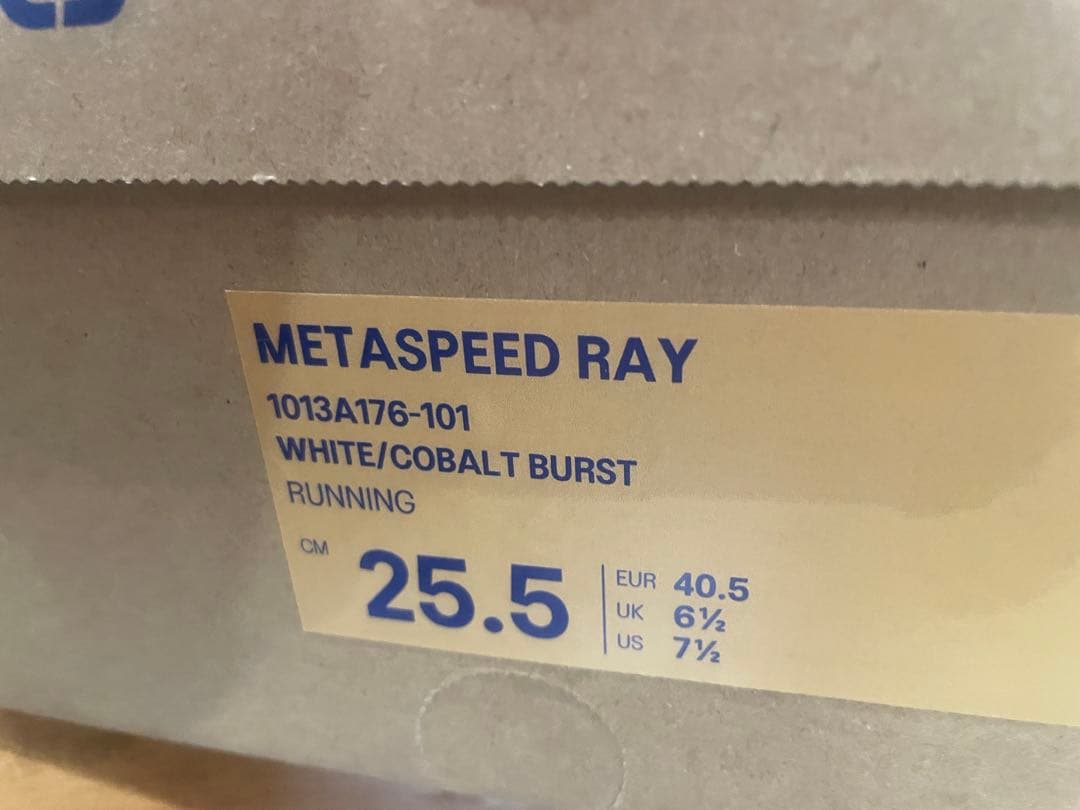 METASPEED RAY
1013A176-101
WHITE/COBALT BURST
RUNNING
CM 25.5
EUR 40.5
UK 6½
US 7½